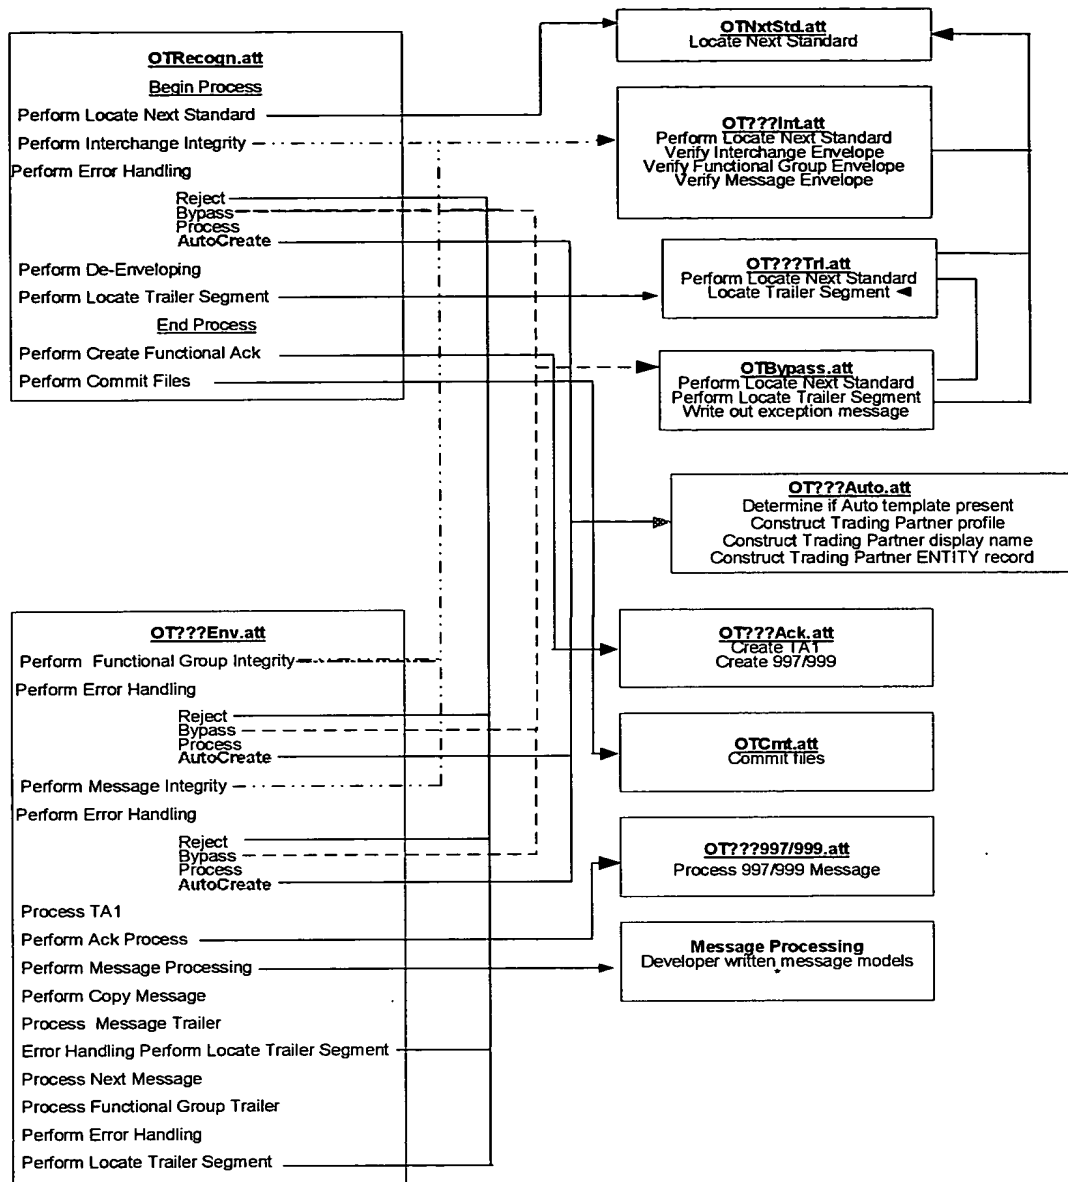 OTRecogn.att
Begin Process
Perform Locate Next Standard
Perform Interchange Integrity
Perform Error Handling
Reject
Bypass
Process
AutoCreate
Perform De-Enveloping
Perform Locate Trailer Segment
End Process
Perform Create Functional Ack
Perform Commit Files
OT???Env.att
Perform Functional Group Integrity
Perform Error Handling
Reject
Bypass
Process
AutoCreate
Perform Message Integrity
Perform Error Handling
Reject
Bypass
Process
AutoCreate
Process TA1
Perform Ack Process
Perform Message Processing
Perform Copy Message
Process Message Trailer
Error Handling Perform Locate Trailer Segment
Process Next Message
Process Functional Group Trailer
Perform Error Handling
Perform Locate Trailer Segment
OTNxtStd.att
Locate Next Standard
OT???Int.att
Perform Locate Next Standard
Verify Interchange Envelope
Verify Functional Group Envelope
Verify Message Envelope
OT???Trl.att
Perform Locate Next Standard
Locate Trailer Segment
OTBypass.att
Perform Locate Next Standard
Perform Locate Trailer Segment
Write out exception message
OT???Auto.att
Determine if Auto template present
Construct Trading Partner profile
Construct Trading Partner display name
Construct Trading Partner ENTITY record
OT???Ack.att
Create TA1
Create 997/999
OTCmt.att
Commit files
OT???997/999.att
Process 997/999 Message
Message Processing
Developer written message models
*